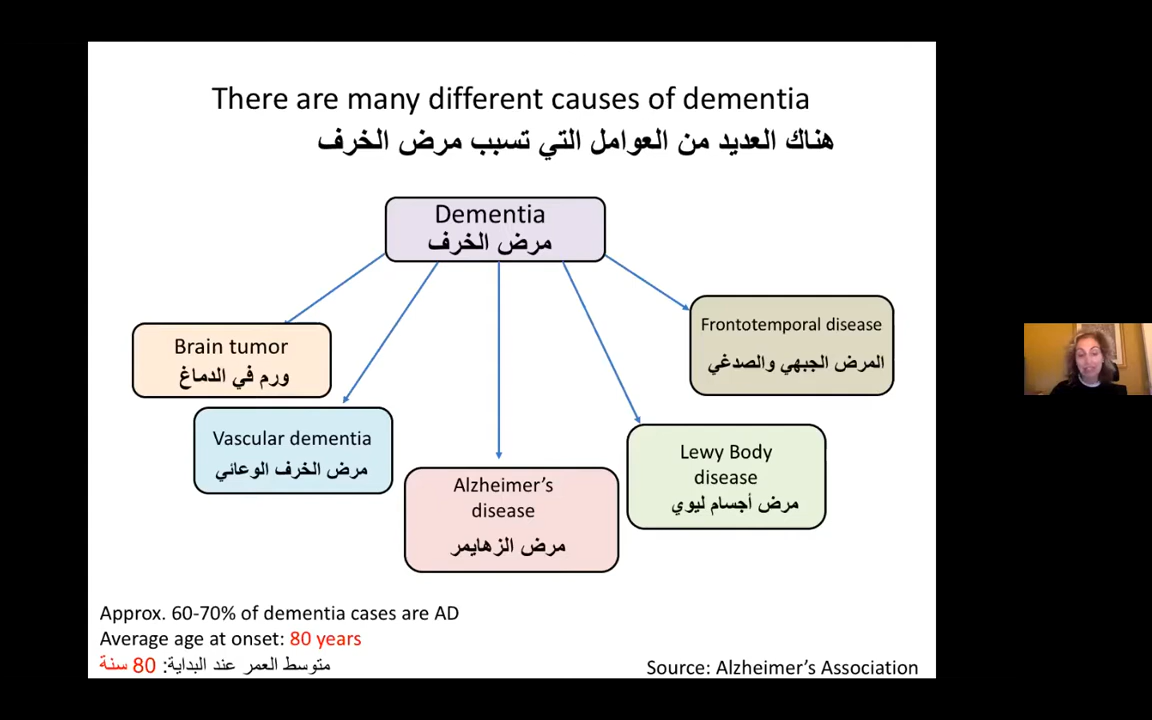 There are many different causes of dementia
هناك العديد من العوامل التي تسبب مرض الخرف
Dementia
مرض الخرف
Brain tumor
ورم في الدماغ
Vascular dementia
مرض الخرف الوعائي
Alzheimer’s
disease
مرض الزهايمر
Lewy Body
disease
مرض أجسام ليوي
Frontotemporal disease
المرض الجبهي والصدغي
Approx. 60-70% of dementia cases are AD
Average age at onset: 80 years
متوسط العمر عند البداية: 80 سنة
Source: Alzheimer’s Association